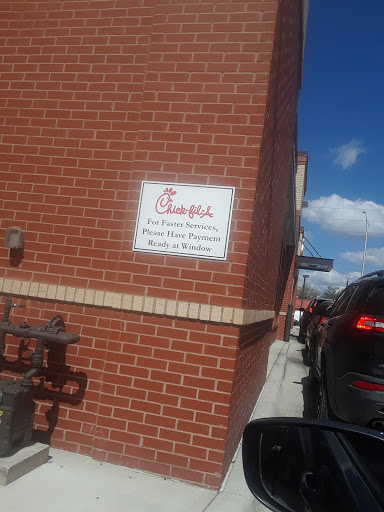 Chick-fil-A
For Faster Services,
Please Have Payment
Ready at Window